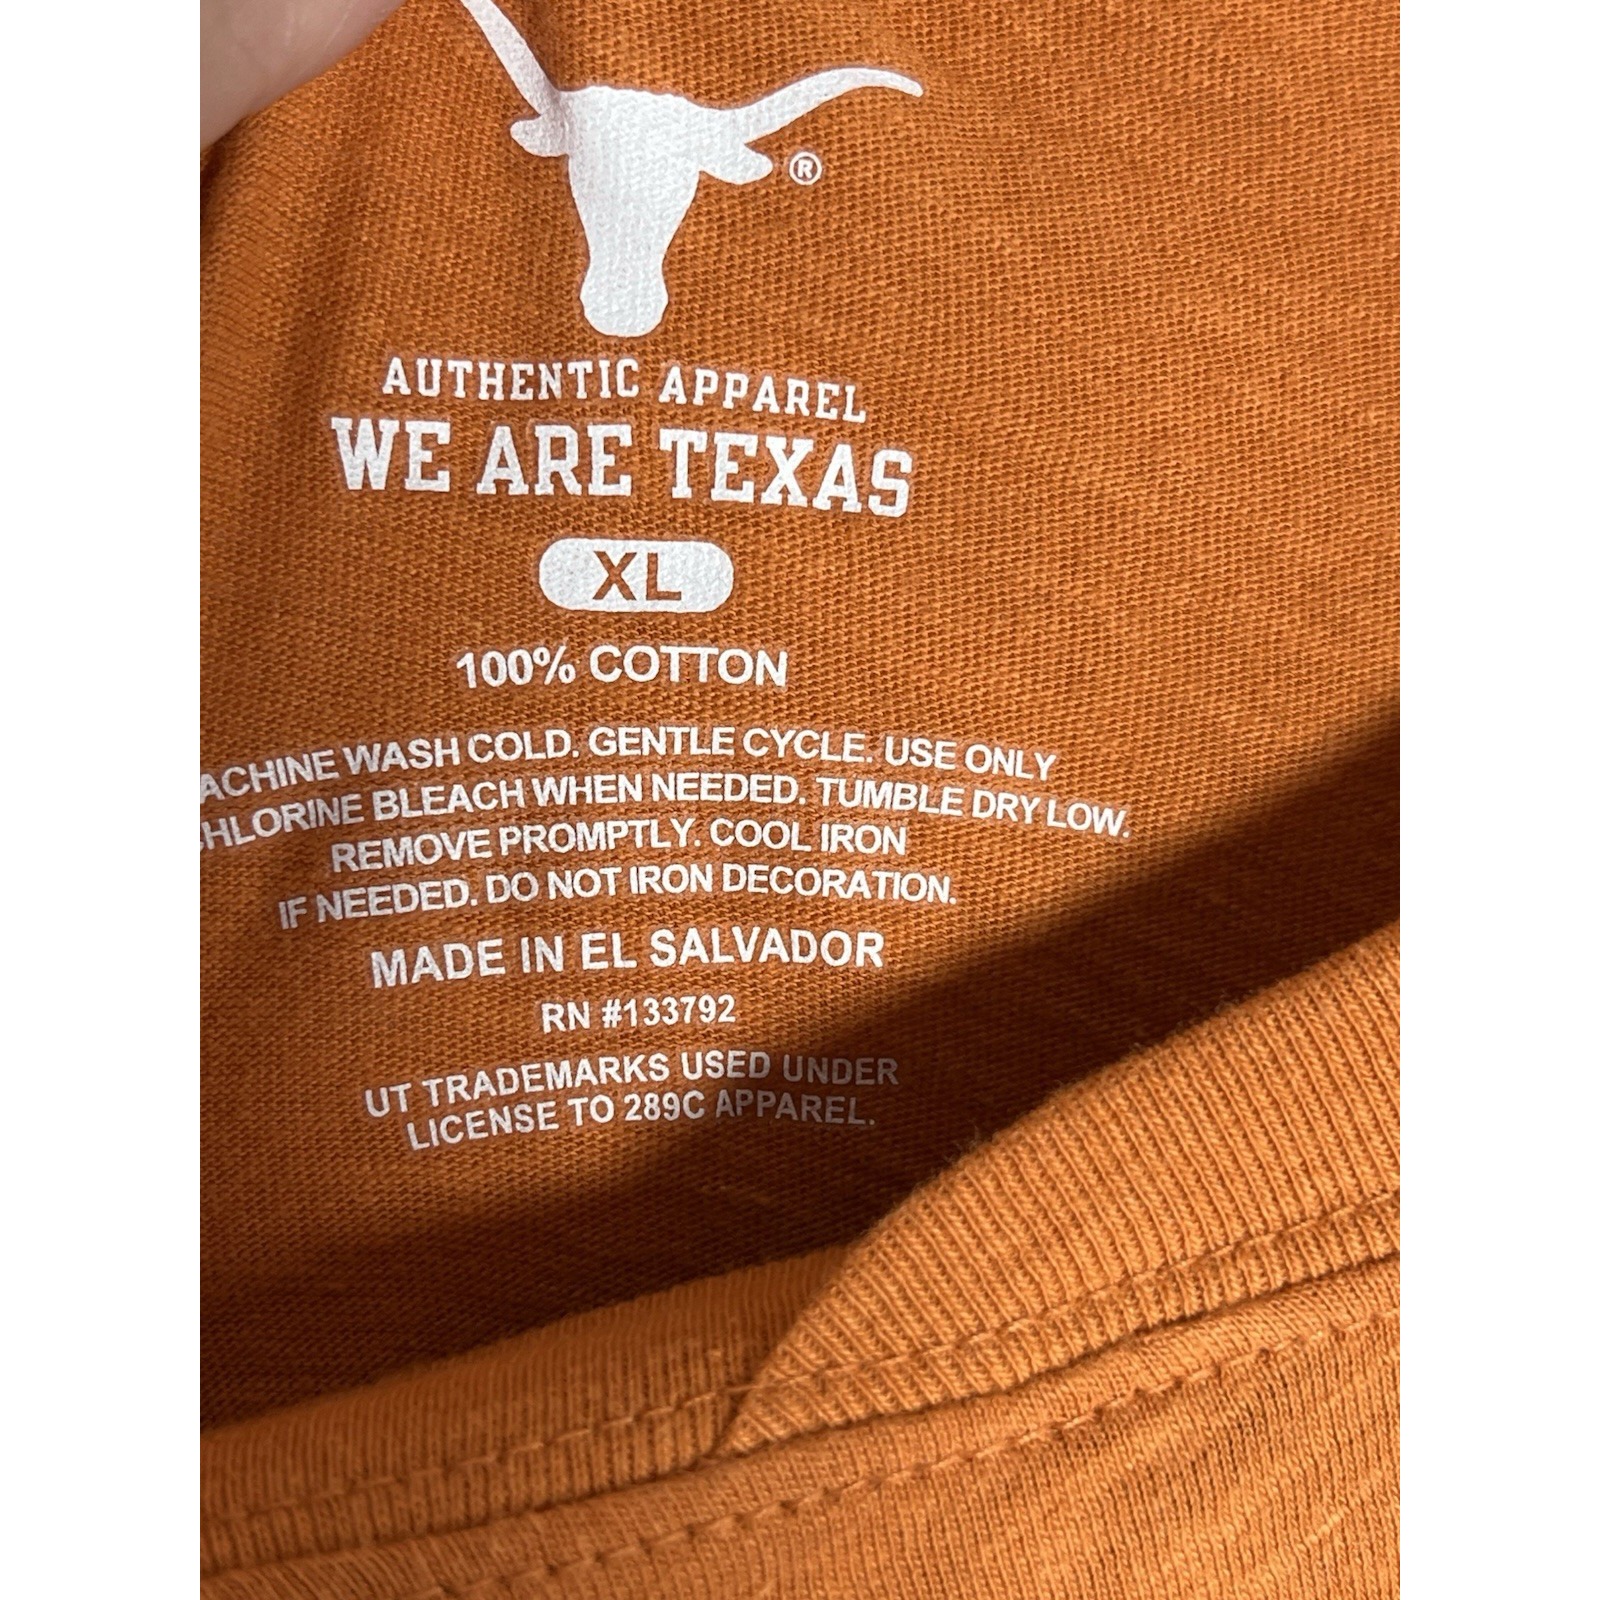 ®
AUTHENTIC APPAREL
WE ARE TEXAS
XL
100% COTTON
ACHINE WASH COLD. GENTLE CYCLE. USE ONLY
HLORINE BLEACH WHEN NEEDED. TUMBLE DRY LOW.
REMOVE PROMPTLY. COOL IRON
IF NEEDED. DO NOT IRON DECORATION.
MADE IN EL SALVADOR
RN #133792
UT TRADEMARKS USED UNDER
LICENSE TO 289C APPAREL.